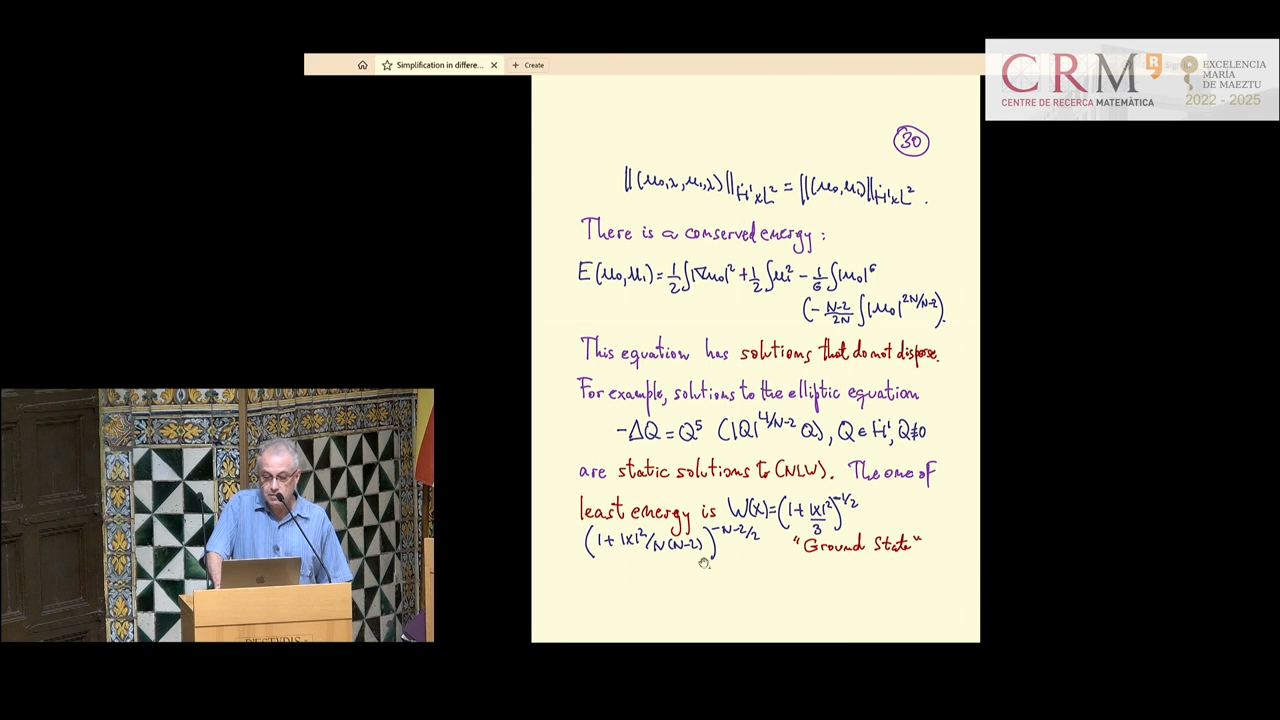 Simplification in differe...
Create
CRM
CENTRE DE RECERCA MATEMÀTICA
EXCELENCIA
MARÍA
DE MAEZTU
2022 - 2025
30
||(u₀,λ,u₁,λ)||Ḣ¹xL² = ||(u₀,u₁)||Ḣ¹xL².
There is a conserved energy :
E(u₀,u₁) = 1/2 ∫|∇u₀|² + 1/2 ∫u₁² - 1/6 ∫|u₀|⁶
(- N-2/2N ∫|u₀|^2N/N-2).
This equation has solutions that do not disperse.
For example, solutions to the elliptic equation
-ΔQ = Q⁵ (|Q|^4/N-2 Q), Q ∈ Ḣ¹, Q≢0
are static solutions to (NLW). The one of
least energy is W(x) = (1 + |x|²/3)^-1/2
(1 + |x|²/N(N-2))^-N-2/2 "Ground State"
D'ESTUDIS